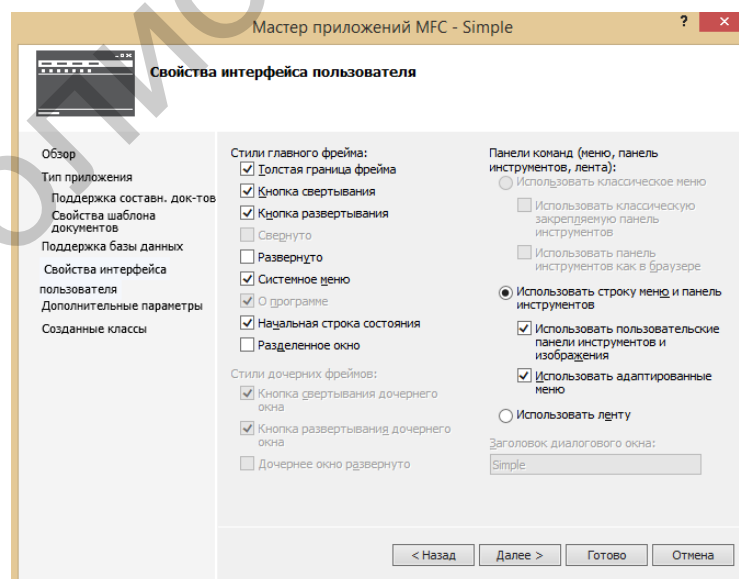 Мастер приложений MFC - Simple
? ×
Свойства интерфейса пользователя
Обзор
Тип приложения
Поддержка составн. док-тов
Свойства шаблона
документов
Поддержка базы данных
Свойства интерфейса
пользователя
Дополнительные параметры
Созданные классы
Стили главного фрейма:
Толстая граница фрейма
Кнопка свертывания
Кнопка развертывания
Свернуто
Развернуто
Системное меню
О программе
Начальная строка состояния
Разделенное окно
Стили дочерних фреймов:
Кнопка свертывания дочернего
окна
Кнопка развертывания дочернего
окна
Дочернее окно развернуто
Панели команд (меню, панель
инструментов, лента):
Использовать классическое меню
Использовать классическую
закрепляемую панель
инструментов
Использовать панель
инструментов как в браузере
Использовать строку меню и панель
инструментов
Использовать пользовательские
панели инструментов и
изображения
Использовать адаптированные
меню
Использовать ленту
Заголовок диалогового окна:
Simple
< Назад
Далее >
Готово
Отмена